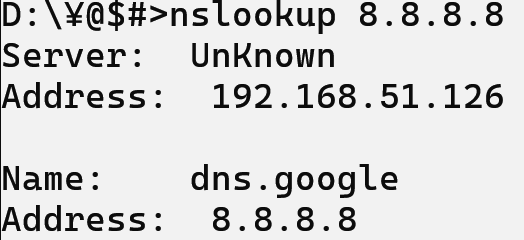 D:\¥@$#>nslookup 8.8.8.8
Server:  UnKnown
Address:  192.168.51.126

Name:    dns.google
Address:  8.8.8.8